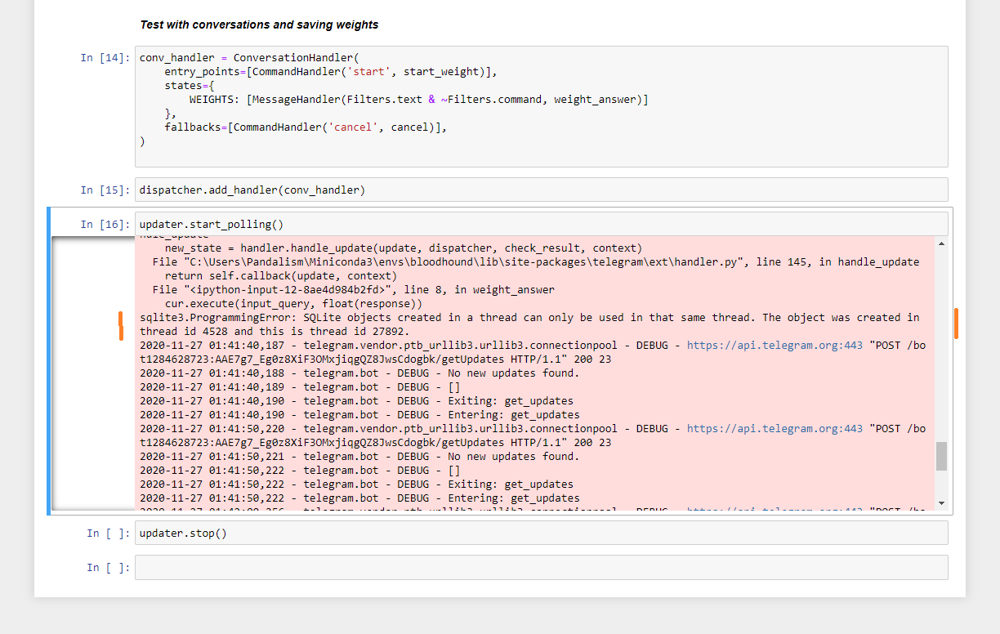 Test with conversations and saving weights
In [14]:
conv_handler = ConversationHandler(
    entry_points=[CommandHandler('start', start_weight)],
    states={
        WEIGHTS: [MessageHandler(Filters.text & ~Filters.command, weight_answer)]
    },
    fallbacks=[CommandHandler('cancel', cancel)],
)
In [15]:
dispatcher.add_handler(conv_handler)
In [16]:
updater.start_polling()
    new_state = handler.handle_update(update, dispatcher, check_result, context)
  File "C:\Users\Pandalism\Miniconda3\envs\bloodhound\lib\site-packages\telegram\ext\handler.py", line 145, in handle_update
    return self.callback(update, context)
  File "<ipython-input-12-8ae4d984b2fd>", line 8, in weight_answer
    cur.execute(input_query, float(response))
sqlite3.ProgrammingError: SQLite objects created in a thread can only be used in that same thread. The object was created in
thread id 4528 and this is thread id 27892.
2020-11-27 01:41:40,187 - telegram.vendor.ptb_urllib3.urllib3.connectionpool - DEBUG - https://api.telegram.org:443 "POST /bo
t1284628723:AAE7g7_Eg0z8XiF3OMxjiqgQZ83wsCdogbk/getUpdates HTTP/1.1" 200 23
2020-11-27 01:41:40,188 - telegram.bot - DEBUG - No new updates found.
2020-11-27 01:41:40,189 - telegram.bot - DEBUG - []
2020-11-27 01:41:40,190 - telegram.bot - DEBUG - Exiting: get_updates
2020-11-27 01:41:40,190 - telegram.bot - DEBUG - Entering: get_updates
2020-11-27 01:41:50,220 - telegram.vendor.ptb_urllib3.urllib3.connectionpool - DEBUG - https://api.telegram.org:443 "POST /bo
t1284628723:AAE7g7_Eg0z8XiF3OMxjiqgQZ83wsCdogbk/getUpdates HTTP/1.1" 200 23
2020-11-27 01:41:50,221 - telegram.bot - DEBUG - No new updates found.
2020-11-27 01:41:50,222 - telegram.bot - DEBUG - []
2020-11-27 01:41:50,222 - telegram.bot - DEBUG - Exiting: get_updates
2020-11-27 01:41:50,222 - telegram.bot - DEBUG - Entering: get_updates
In [ ]:
updater.stop()
In [ ]: